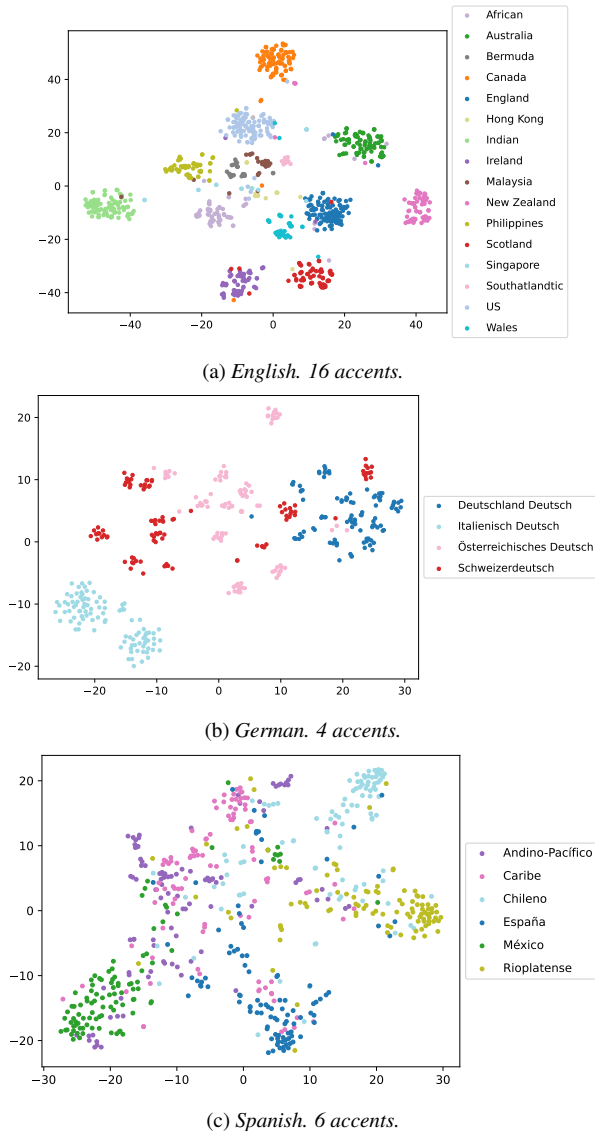 African
Australia
Bermuda
Canada
England
Hong Kong
Indian
Ireland
Malaysia
New Zealand
Philippines
Scotland
Singapore
Southatlandtic
US
Wales
40
20
0
−20
−40
−40
−20
0
20
40
(a) English. 16 accents.
20
10
0
−10
−20
−20
−10
0
10
20
30
Deutschland Deutsch
Italienisch Deutsch
Österreichisches Deutsch
Schweizerdeutsch
(b) German. 4 accents.
20
10
0
−10
−20
−30
−20
−10
0
10
20
30
Andino-Pacífico
Caribe
Chileno
España
México
Rioplatense
(c) Spanish. 6 accents.